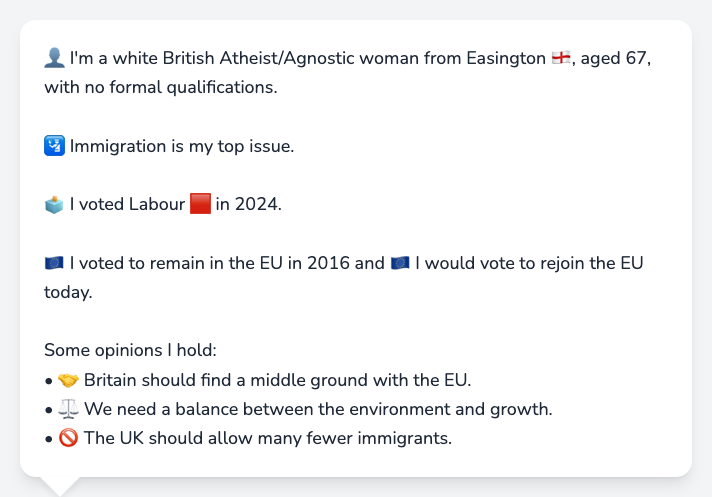 👤 I'm a white British Atheist/Agnostic woman from Easington 🏴󠁧󠁢󠁥󠁮󠁧󠁿, aged 67,
with no formal qualifications.
🛂 Immigration is my top issue.
🗳️ I voted Labour 🟥 in 2024.
🇪🇺 I voted to remain in the EU in 2016 and 🇪🇺 I would vote to rejoin the EU
today.
Some opinions I hold:
• 🤝 Britain should find a middle ground with the EU.
• ⚖️ We need a balance between the environment and growth.
• 🚫 The UK should allow many fewer immigrants.